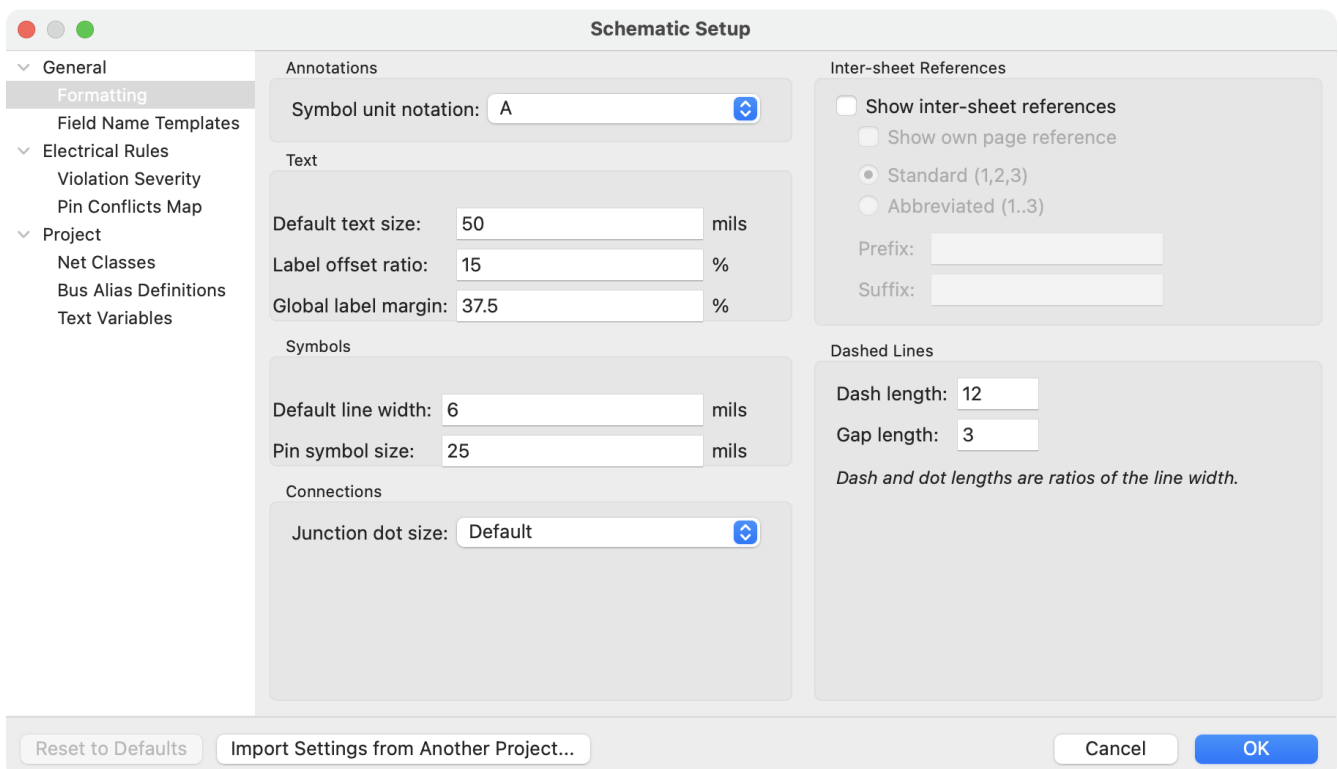 Schematic Setup
General
Formatting
Field Name Templates
Electrical Rules
Violation Severity
Pin Conflicts Map
Project
Net Classes
Bus Alias Definitions
Text Variables
Annotations
Symbol unit notation: A
Text
Default text size: 50 mils
Label offset ratio: 15 %
Global label margin: 37.5 %
Symbols
Default line width: 6 mils
Pin symbol size: 25 mils
Connections
Junction dot size: Default
Inter-sheet References
Show inter-sheet references
Show own page reference
Standard (1,2,3)
Abbreviated (1..3)
Prefix:
Suffix:
Dashed Lines
Dash length: 12
Gap length: 3
Dash and dot lengths are ratios of the line width.
Reset to Defaults
Import Settings from Another Project...
Cancel
OK